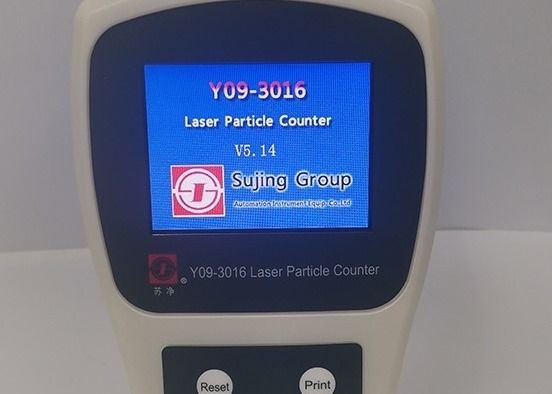 Y09-3016
Laser Particle Counter
V5.14
Sujing Group
Automation Instrument Equip. Co., Ltd
Y09-3016 Laser Particle Counter
苏净 ®
Reset
Print